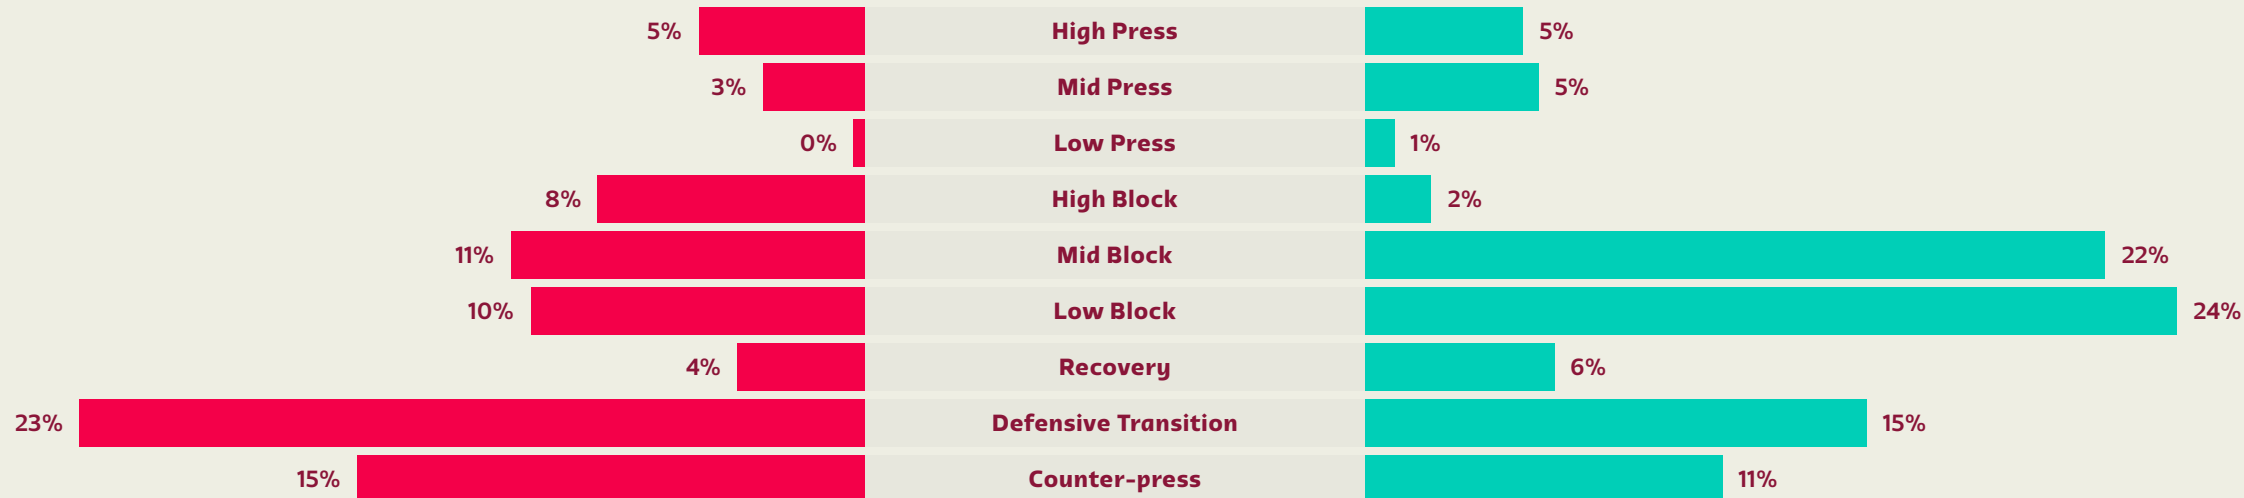 5% High Press 5%
3% Mid Press 5%
0% Low Press 1%
8% High Block 2%
11% Mid Block 22%
10% Low Block 24%
4% Recovery 6%
23% Defensive Transition 15%
15% Counter-press 11%